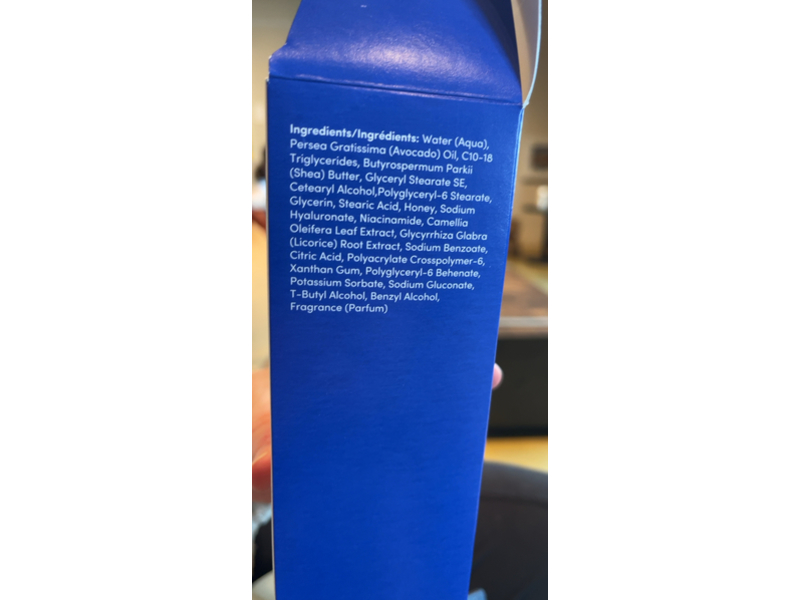 Ingredients/Ingrédients: Water (Aqua),
Persea Gratissima (Avocado) Oil, C10-18
Triglycerides, Butyrospermum Parkii
(Shea) Butter, Glyceryl Stearate SE,
Cetearyl Alcohol,Polyglyceryl-6 Stearate,
Glycerin, Stearic Acid, Honey, Sodium
Hyaluronate, Niacinamide, Camellia
Oleifera Leaf Extract, Glycyrrhiza Glabra
(Licorice) Root Extract, Sodium Benzoate,
Citric Acid, Polyacrylate Crosspolymer-6,
Xanthan Gum, Polyglyceryl-6 Behenate,
Potassium Sorbate, Sodium Gluconate,
T-Butyl Alcohol, Benzyl Alcohol,
Fragrance (Parfum)